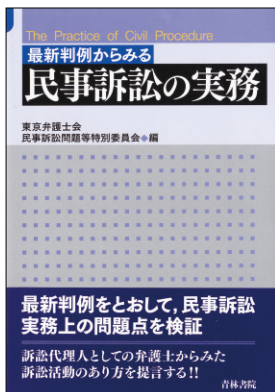 The Practice of Civil Procedure
最新判例からみる
民事訴訟の実務
東京弁護士会
民事訴訟問題等特別委員会◆編
最新判例をとおして,民事訴訟
実務上の問題点を検証
訴訟代理人としての弁護士からみた
訴訟活動のあり方を提言する!!
青林書院